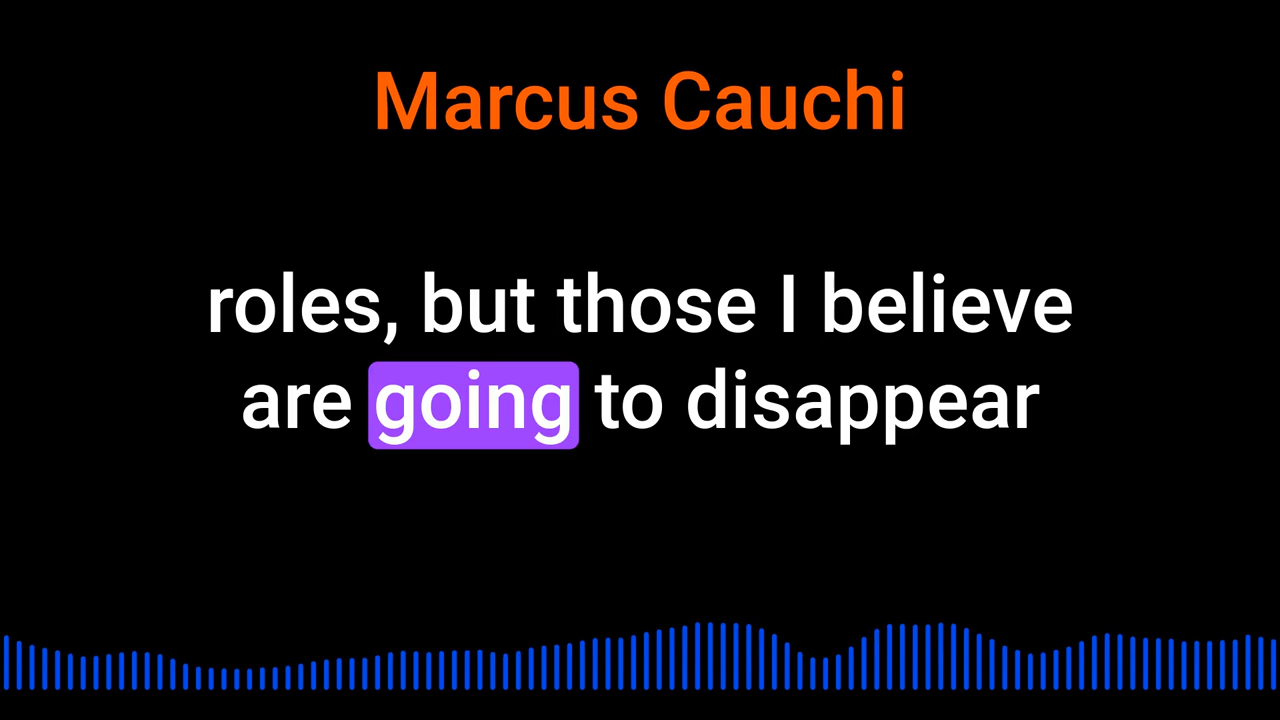 Marcus Cauchi
roles, but those I believe
are going to disappear